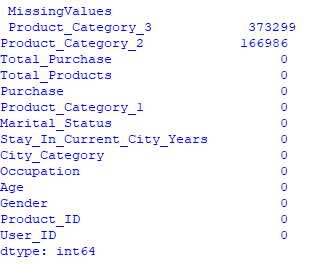 MissingValues
Product_Category_3 373299
Product_Category_2 166986
Total_Purchase 0
Total_Products 0
Purchase 0
Product_Category_1 0
Marital_Status 0
Stay_In_Current_City_Years 0
City_Category 0
Occupation 0
Age 0
Gender 0
Product_ID 0
User_ID 0
dtype: int64